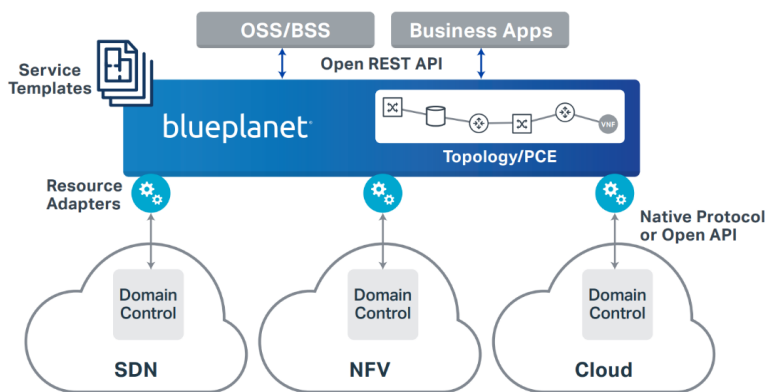 OSS/BSS
Business Apps
Open REST API
Service
Templates
blueplanet
VNF
Topology/PCE
Resource
Adapters
Native Protocol
or Open API
Domain
Control
Domain
Control
Domain
Control
SDN
NFV
Cloud